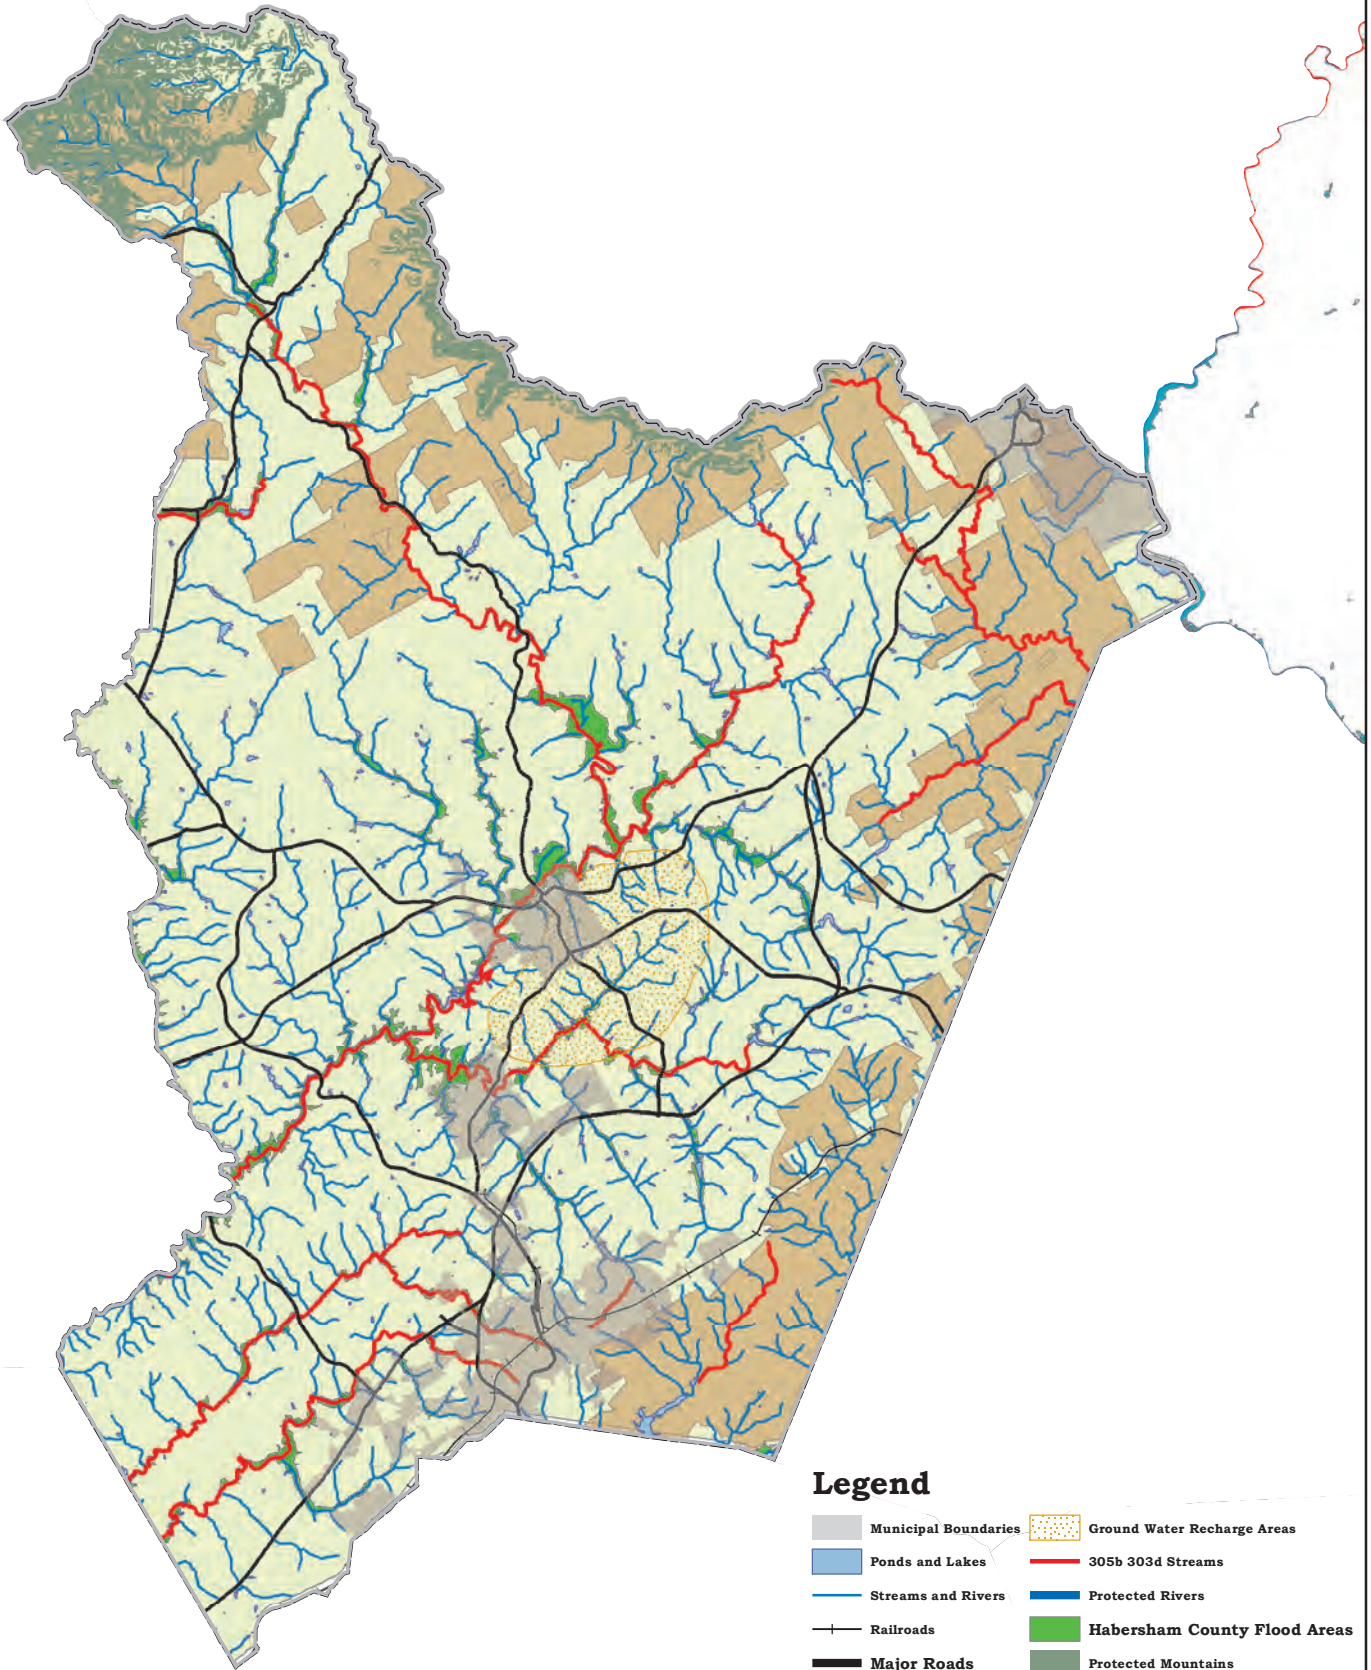 Legend
Municipal Boundaries
Ponds and Lakes
Streams and Rivers
Railroads
Major Roads
Ground Water Recharge Areas
305b 303d Streams
Protected Rivers
Habersham County Flood Areas
Protected Mountains